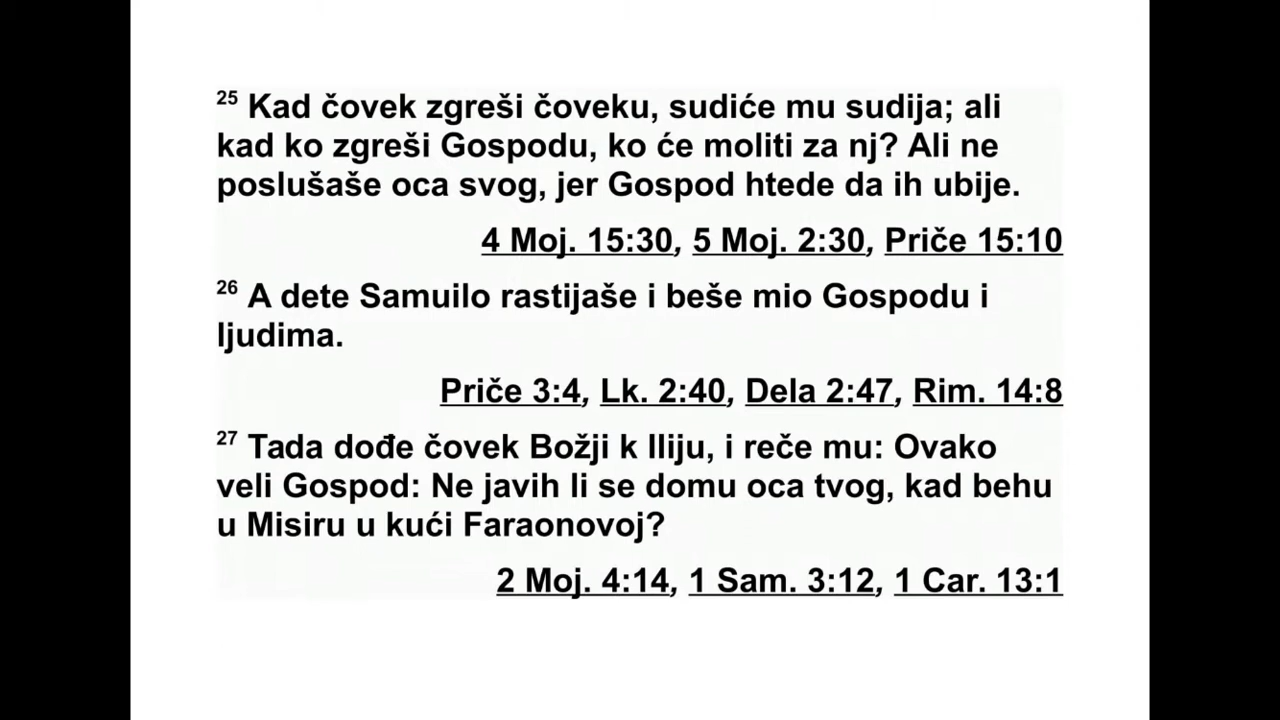 25 Kad čovek zgreši čoveku, sudiće mu sudija; ali
kad ko zgreši Gospodu, ko će moliti za nj? Ali ne
poslušaše oca svog, jer Gospod htede da ih ubije.
4 Moj. 15:30, 5 Moj. 2:30, Priče 15:10
26 A dete Samuilo rastijaše i beše mio Gospodu i
ljudima.
Priče 3:4, Lk. 2:40, Dela 2:47, Rim. 14:8
27 Tada dođe čovek Božji k Iliju, i reče mu: Ovako
veli Gospod: Ne javih li se domu oca tvog, kad behu
u Misiru u kući Faraonovoj?
2 Moj. 4:14, 1 Sam. 3:12, 1 Car. 13:1